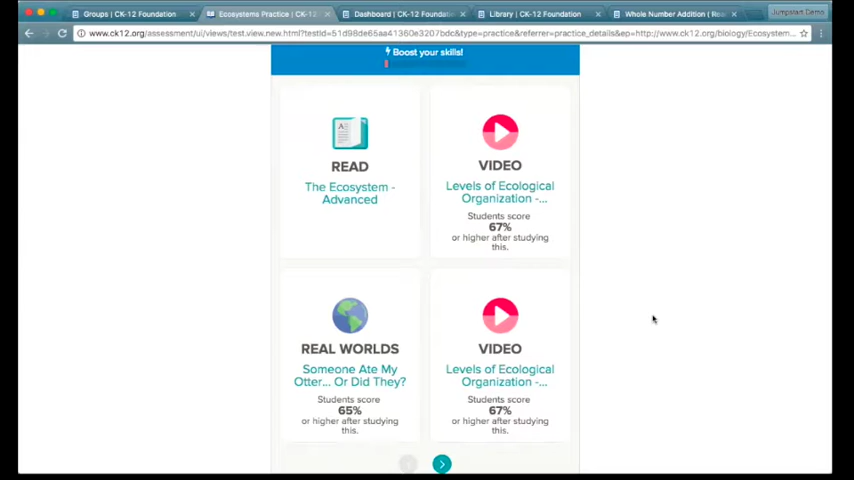 Groups | CK-12 Foundation
Ecosystems Practice | CK-12
Dashboard | CK-12 Foundatio
Library | CK-12 Foundation
Whole Number Addition ( Roo
Jumpstart Demo
www.ck12.org/assessment/ui/views/test.view.new.html?testId=51d98de65aa41360e3207bdc&type=practice&referrer=practice_details&ep=http://www.ck12.org/biology/Ecosystem...
Boost your skills!
READ
The Ecosystem -
Advanced
VIDEO
Levels of Ecological
Organization -...
Students score
67%
or higher after studying
this.
REAL WORLDS
Someone Ate My
Otter... Or Did They?
Students score
65%
or higher after studying
this.
VIDEO
Levels of Ecological
Organization -...
Students score
67%
or higher after studying
this.